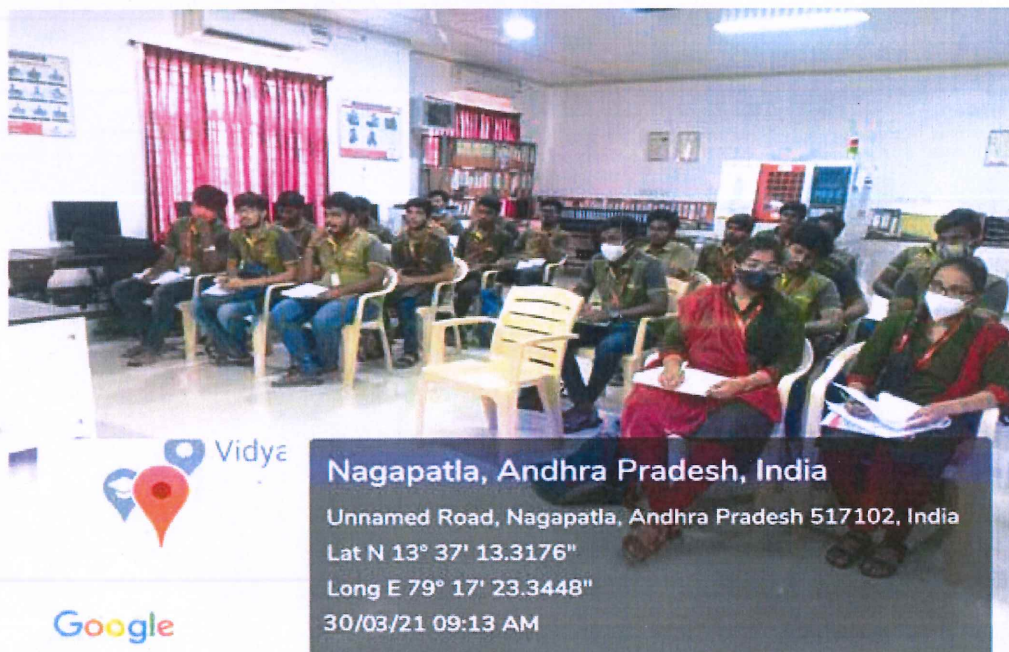 Vidya
Nagapatla, Andhra Pradesh, India
Unnamed Road, Nagapatla, Andhra Pradesh 517102, India
Lat N 13° 37' 13.3176"
Long E 79° 17' 23.3448"
30/03/21 09:13 AM
Google